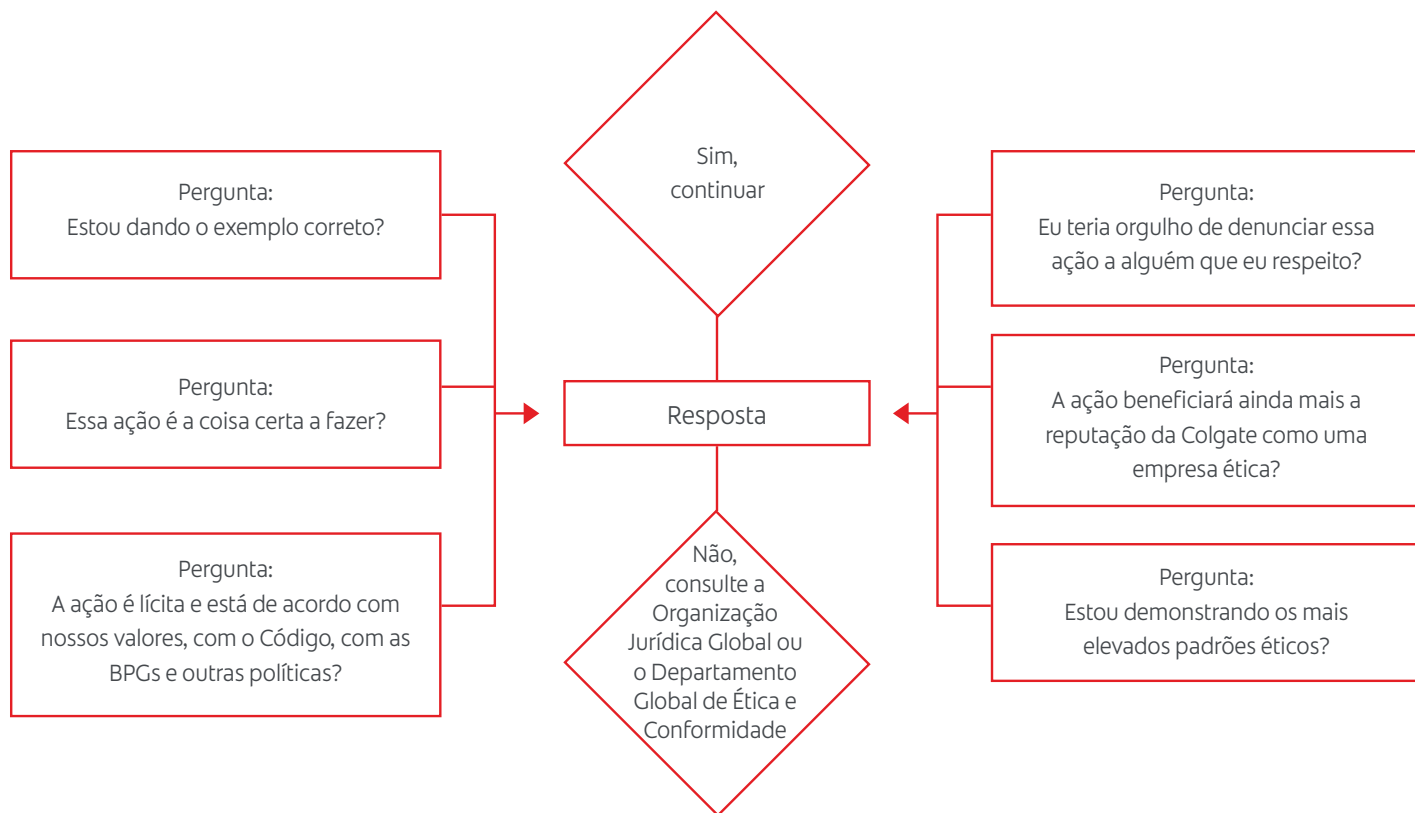 Sim,
continuar
Pergunta:
Estou dando o exemplo correto?
Pergunta:
Essa ação é a coisa certa a fazer?
Pergunta:
A ação é lícita e está de acordo com
nossos valores, com o Código, com as
BPGs e outras políticas?
Resposta
Não,
consulte a
Organização
Jurídica Global ou
o Departamento
Global de Ética e
Conformidade
Pergunta:
Eu teria orgulho de denunciar essa
ação a alguém que eu respeito?
Pergunta:
A ação beneficiará ainda mais a
reputação da Colgate como uma
empresa ética?
Pergunta:
Estou demonstrando os mais
elevados padrões éticos?